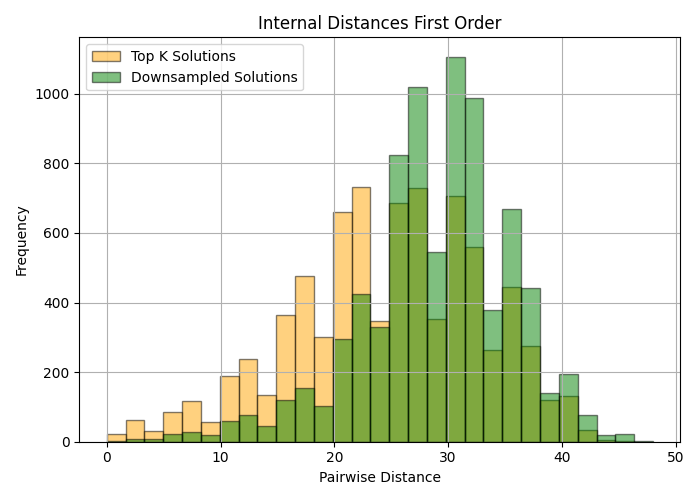 Internal Distances First Order
Top K Solutions
Downsampled Solutions
Frequency
1000
800
600
400
200
0
0 10 20 30 40 50
Pairwise Distance